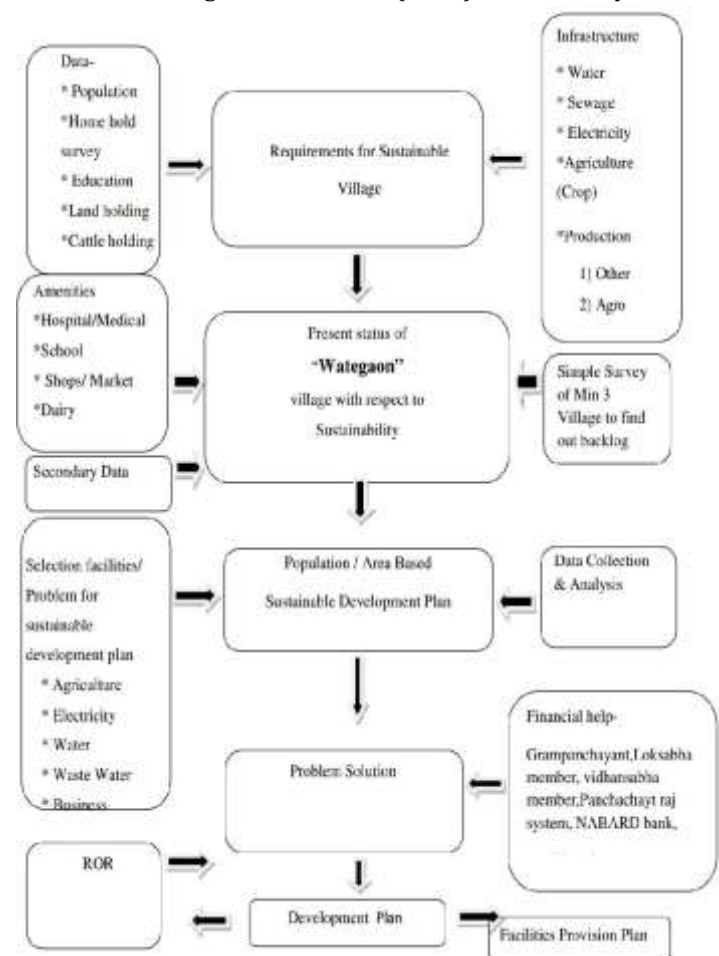 Data-
* Population
*Home hold
survey
* Education
*Land holding
*Cattle holding
Requirements for Sustainable
Village
Infrastructure
* Water
* Sewage
* Electricity
*Agriculture
(Crop)
*Production
1) Other
2) Agro
Amenities
*Hospital/Medical
*School
* Shops/ Market
*Dairy
Secondary Data
Present status of
"Wategaon"
village with respect to
Sustainability
Simple Survey
of Min 3
Village to find
out backlog
Selection facilities/
Problem for
sustainable
development plan
* Agriculture
* Electricity
* Water
* Waste Water
* Business
Population / Area Based
Sustainable Development Plan
Data Collection
& Analysis
Problem Solution
Financial help-
Grampanchayant,Loksabha
member, vidhansabha
member,Panchachayt raj
system, NABARD bank,
ROR
Development Plan
Facilities Provision Plan